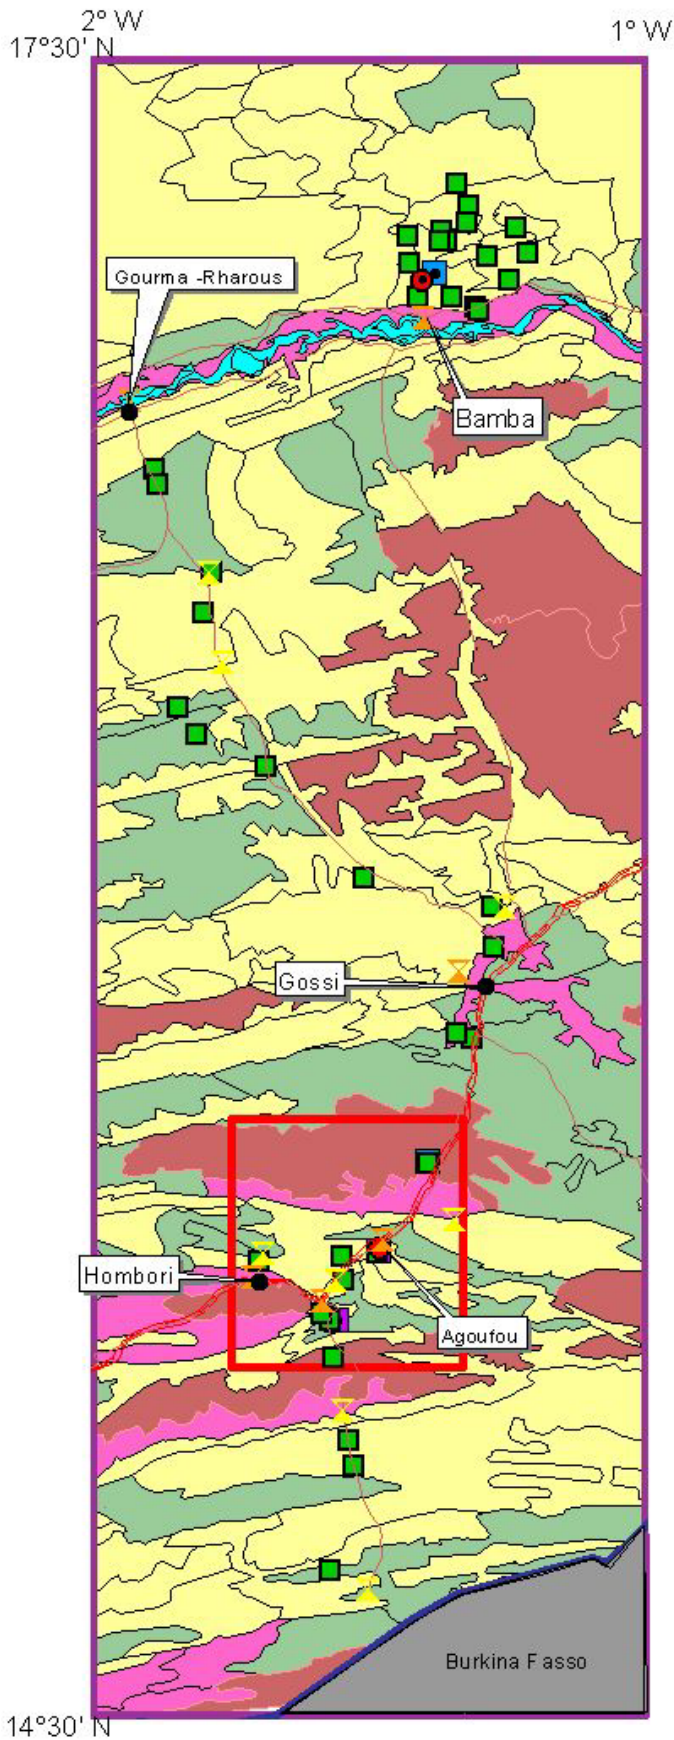 2° W
1° W
17°30' N
Gourma -Rharous
Bamba
Gossi
Hombori
Agoufou
Burkina Fasso
14°30' N